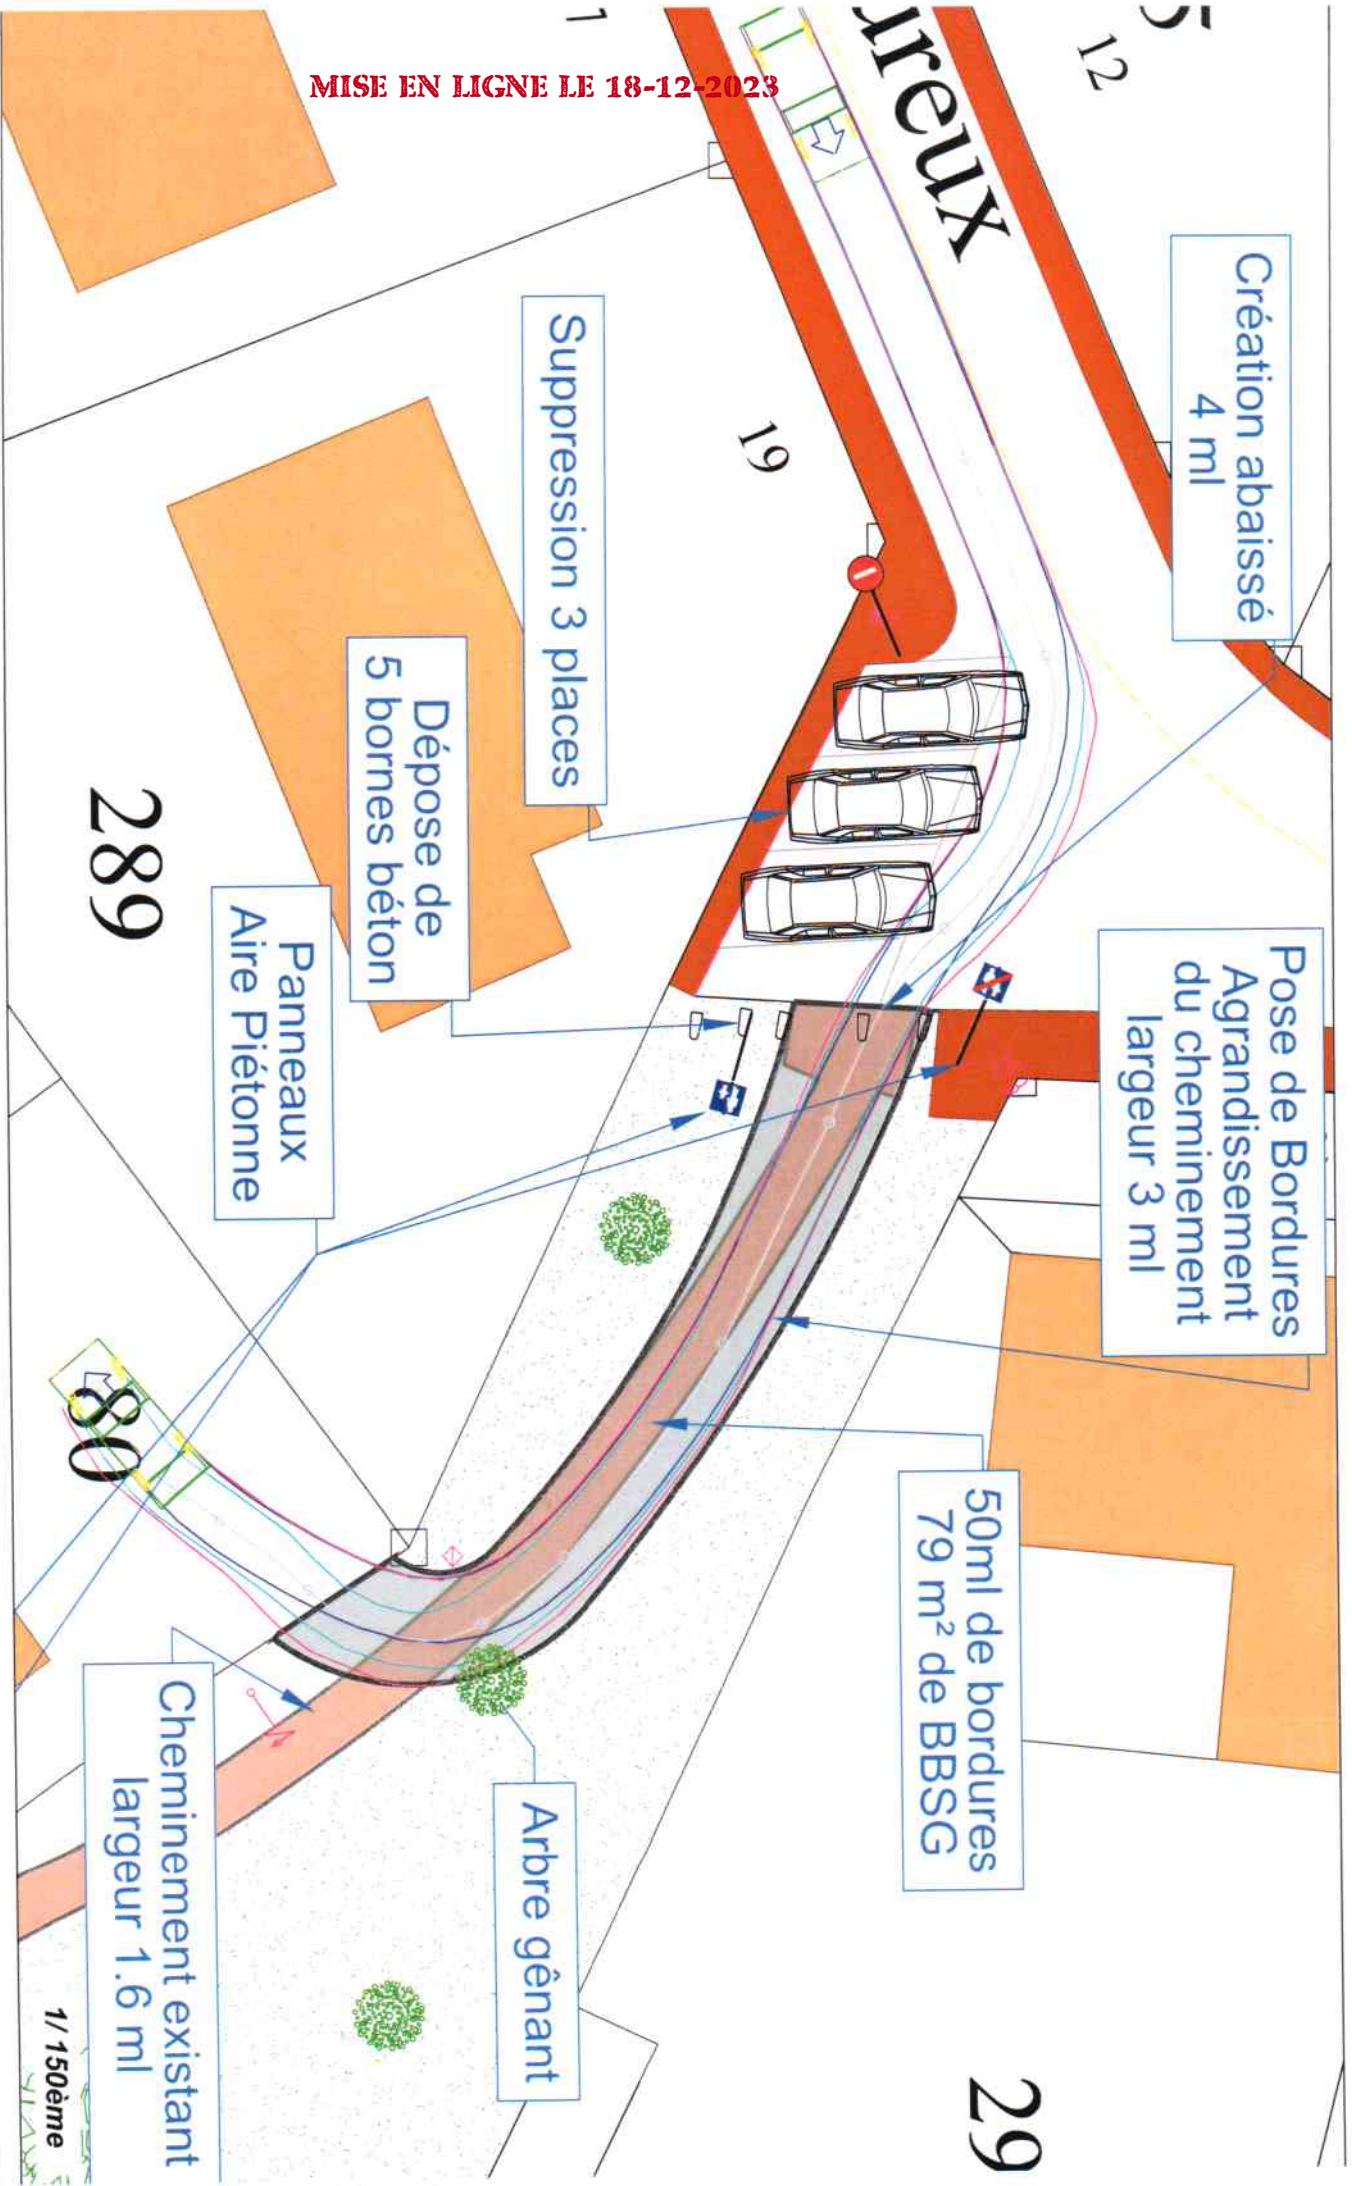 MISE EN LIGNE LE 18-12-2023
12
ureux
1
19
Création abaissé
4 ml
Suppression 3 places
Dépose de
5 bornes béton
289
Panneaux
Aire Piétonne
Pose de Bordures
Agrandissement
du cheminement
largeur 3 ml
50ml de bordures
79 m² de BBSG
80
Arbre gênant
Cheminement existant
largeur 1.6 ml
29
1/ 150ème